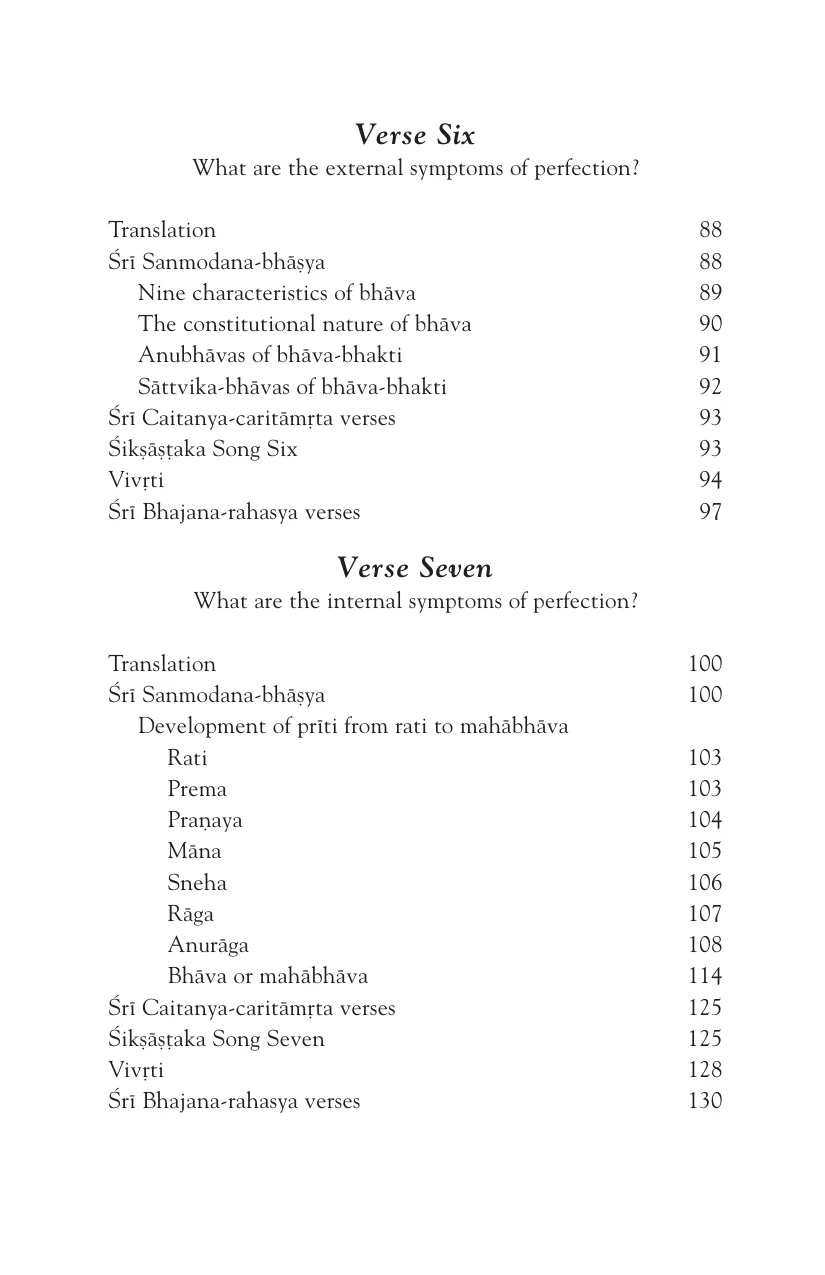 Verse Six
What are the external symptoms of perfection?
Translation 88
Śrī Sanmodana-bhāṣya 88
Nine characteristics of bhāva 89
The constitutional nature of bhāva 90
Anubhāvas of bhāva-bhakti 91
Sāttvika-bhāvas of bhāva-bhakti 92
Śrī Caitanya-caritāmṛta verses 93
Śikṣāṣṭaka Song Six 93
Vivṛti 94
Śrī Bhajana-rahasya verses 97
Verse Seven
What are the internal symptoms of perfection?
Translation 100
Śrī Sanmodana-bhāṣya 100
Development of prīti from rati to mahābhāva
Rati 103
Prema 103
Praṇaya 104
Māna 105
Sneha 106
Rāga 107
Anurāga 108
Bhāva or mahābhāva 114
Śrī Caitanya-caritāmṛta verses 125
Śikṣāṣṭaka Song Seven 125
Vivṛti 128
Śrī Bhajana-rahasya verses 130